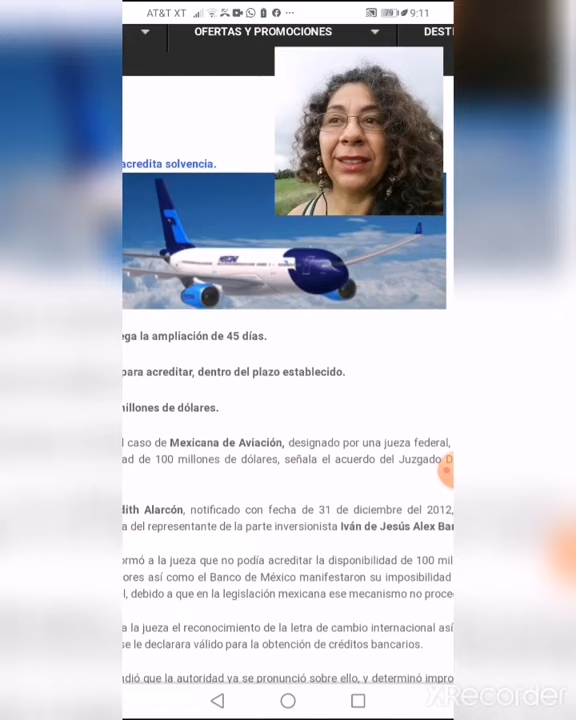 AT&T XT
9:11
OFERTAS Y PROMOCIONES
DEST
acredita solvencia.
ega la ampliación de 45 días.
para acreditar, dentro del plazo establecido.
millones de dólares.
l caso de Mexicana de Aviación, designado por una jueza federal,
ad de 100 millones de dólares, señala el acuerdo del Juzgado D
dith Alarcón, notificado con fecha de 31 de diciembre del 2012,
a del representante de la parte inversionista Iván de Jesús Alex Bar
ormó a la jueza que no podía acreditar la disponibilidad de 100 mil
ores así como el Banco de México manifestaron su imposibilidad
l, debido a que en la legislación mexicana ese mecanismo no proce
a la jueza el reconocimiento de la letra de cambio internacional así
se le declarara válido para la obtención de créditos bancarios.
ndió que la autoridad ya se pronunció sobre ello, y determinó impro
XRecorder